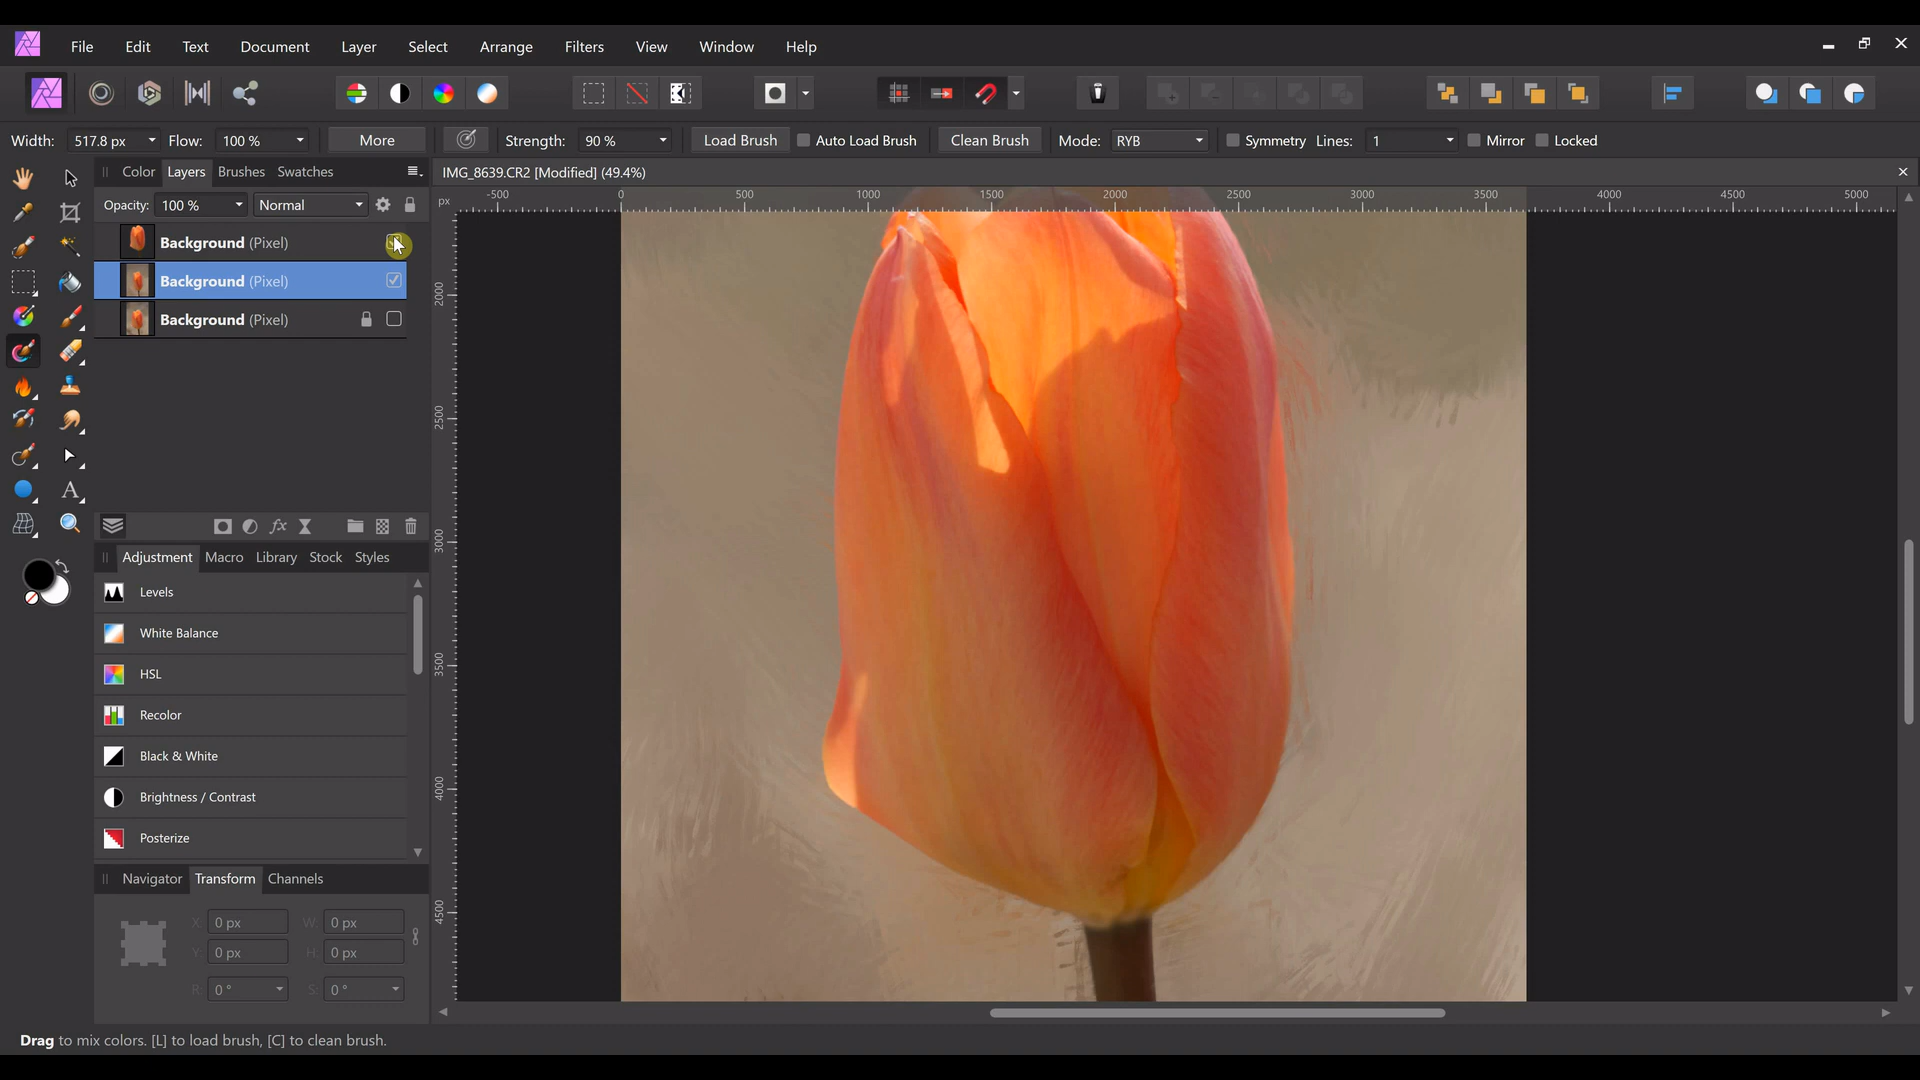 File Edit Text Document Layer Select Arrange Filters View Window Help
Width: 517.8 px Flow: 100 % More Strength: 90 % Load Brush Auto Load Brush Clean Brush Mode: RYB Symmetry Lines: 1 Mirror Locked
Color Layers Brushes Swatches
IMG_8639.CR2 [Modified] (49.4%)
Opacity: 100 % Normal
px -500 0 500 1000 1500 2000 2500 3000 3500 4000 4500 5000
Background (Pixel)
Background (Pixel)
Background (Pixel)
2000
2500
3000
3500
4000
4500
Adjustment Macro Library Stock Styles
Levels
White Balance
HSL
Recolor
Black & White
Brightness / Contrast
Posterize
Navigator Transform Channels
X: 0 px W: 0 px
Y: 0 px H: 0 px
R: 0 ° S: 0 °
Drag to mix colors. [L] to load brush, [C] to clean brush.